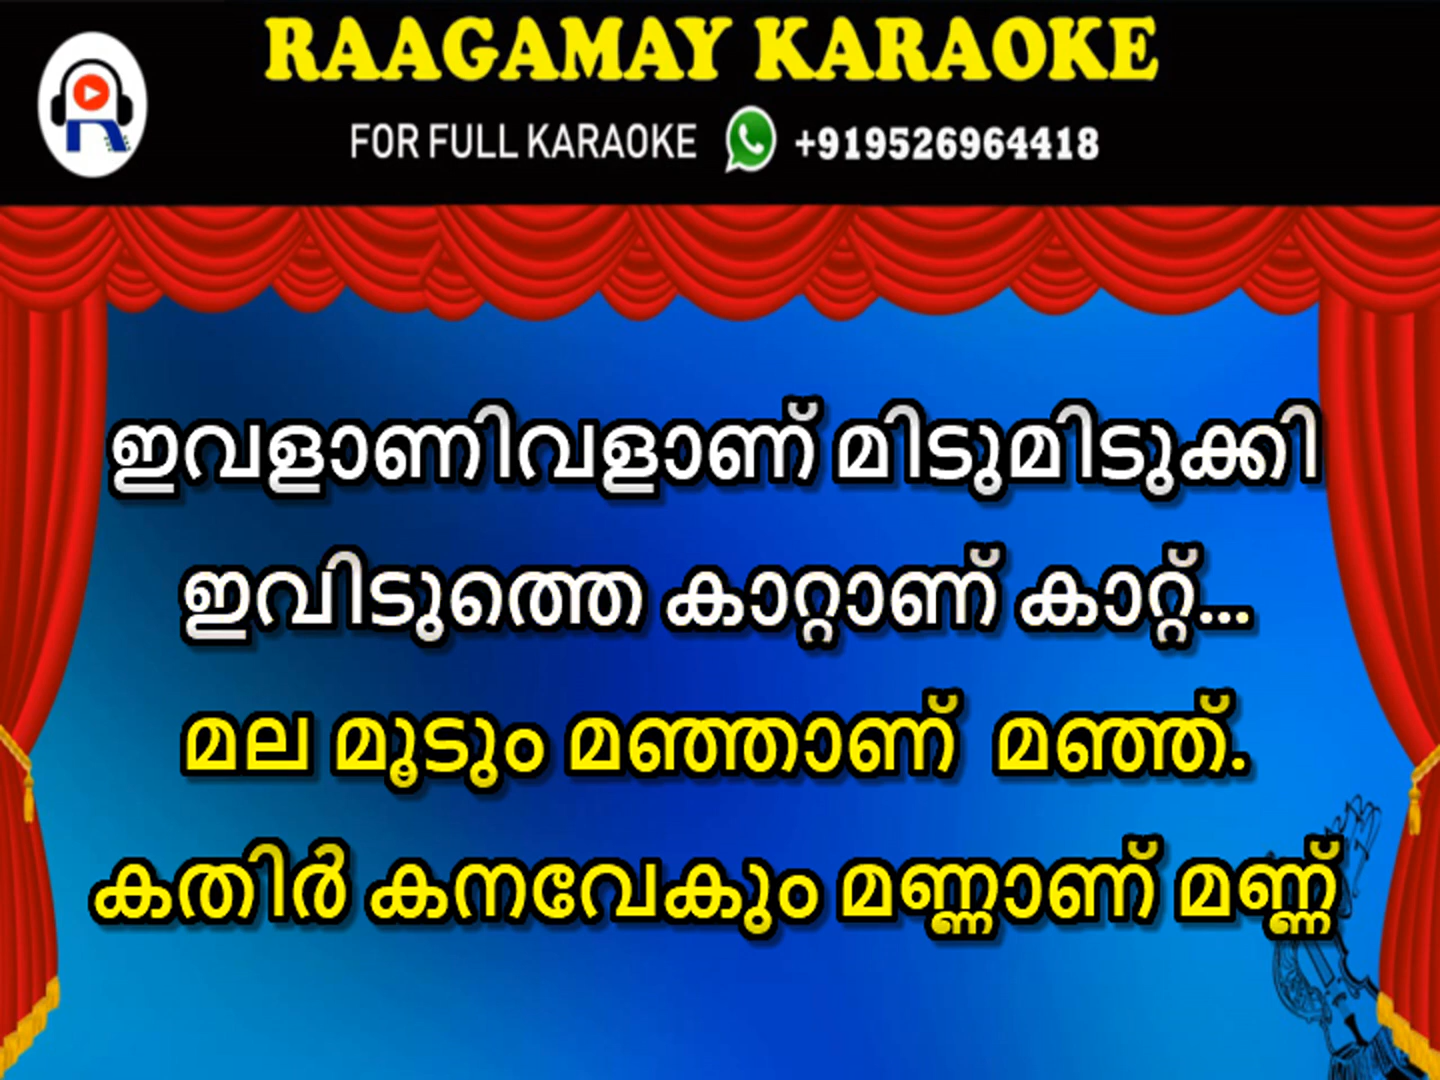 RAAGAMAY KARAOKE
FOR FULL KARAOKE +919526964418
ഇവളാണിവളാണ് മിടുമിടുക്കി
ഇവിടുത്തെ കാറ്റാണ് കാറ്റ്...
മല മൂടും മഞ്ഞാണ് മഞ്ഞ്.
കതിർ കനവേകും മണ്ണാണ് മണ്ണ്